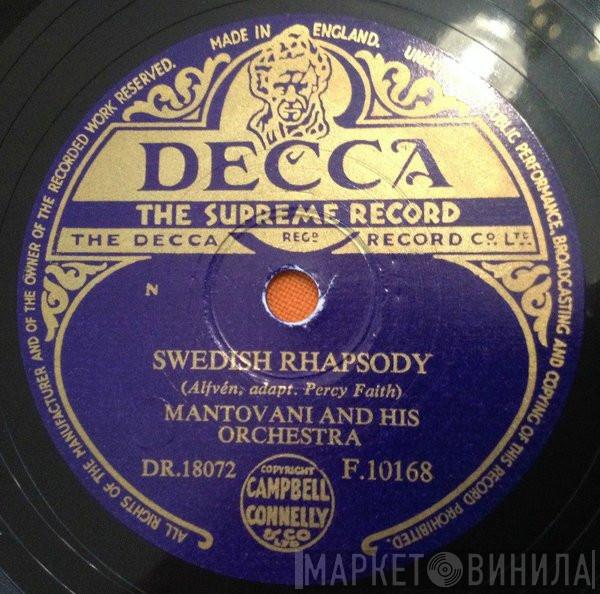 MADE IN ENGLAND.
ALL RIGHTS OF THE MANUFACTURER AND OF THE OWNER OF THE RECORDED WORK RESERVED.
PUBLIC PERFORMANCE, BROADCASTING AND COPYING OF THIS RECORD PROHIBITED.
DECCA
THE SUPREME RECORD
THE DECCA REGD RECORD CO. LTD.
N
SWEDISH RHAPSODY
(Alfvén, adapt. Percy Faith)
MANTOVANI AND HIS
ORCHESTRA
DR.18072 F.10168
COPYRIGHT
CAMPBELL
CONNELLY
& CO
LTD
МАРКЕТ ВИНИЛА